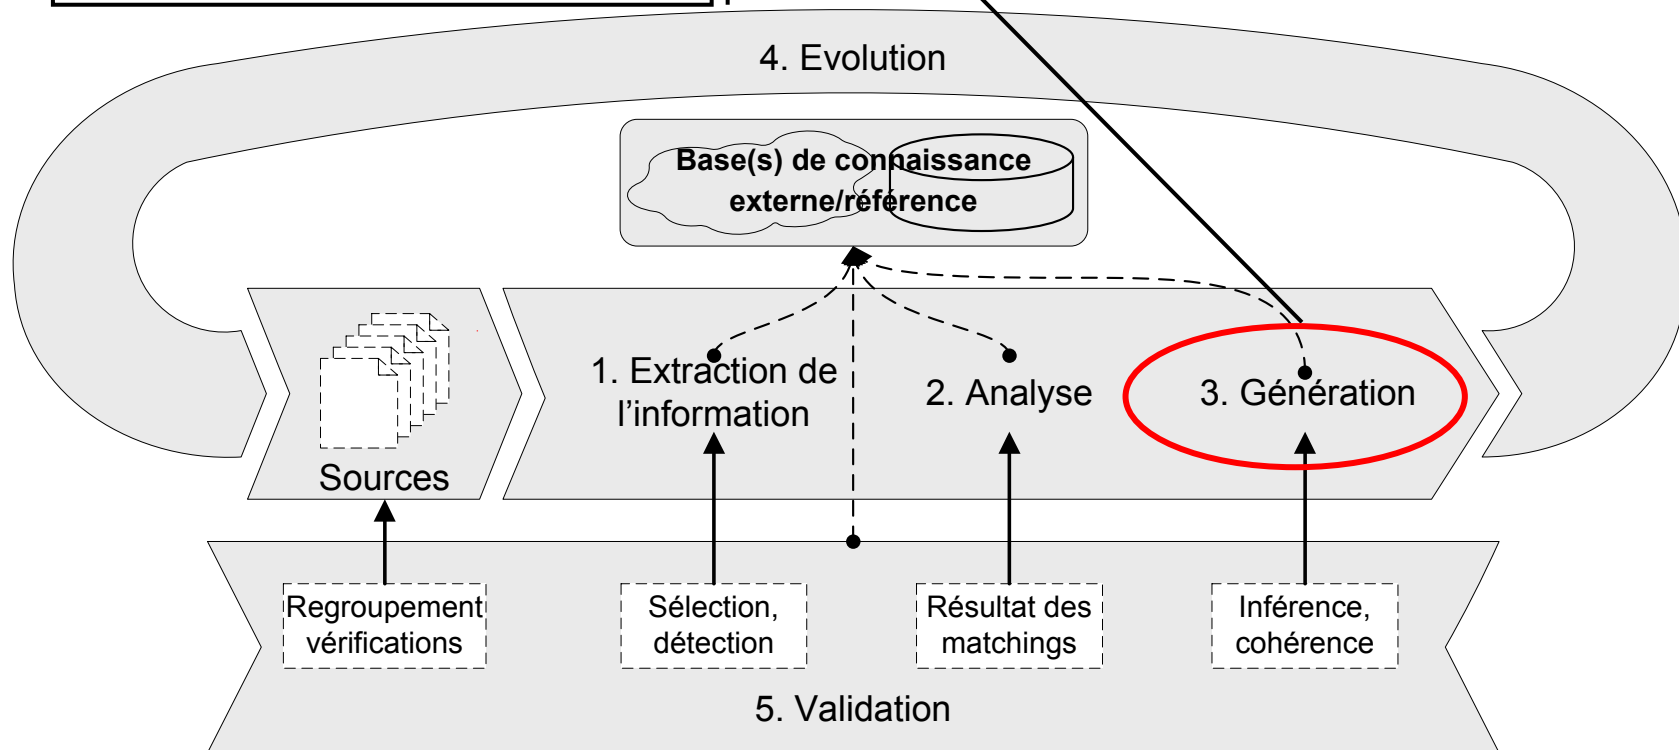 4. Evolution
Base(s) de connaissance
externe/référence
1. Extraction de
l'information
2. Analyse
3. Génération
Sources
Regroupement
vérifications
Sélection,
détection
Résultat des
matchings
Inférence,
cohérence
5. Validation